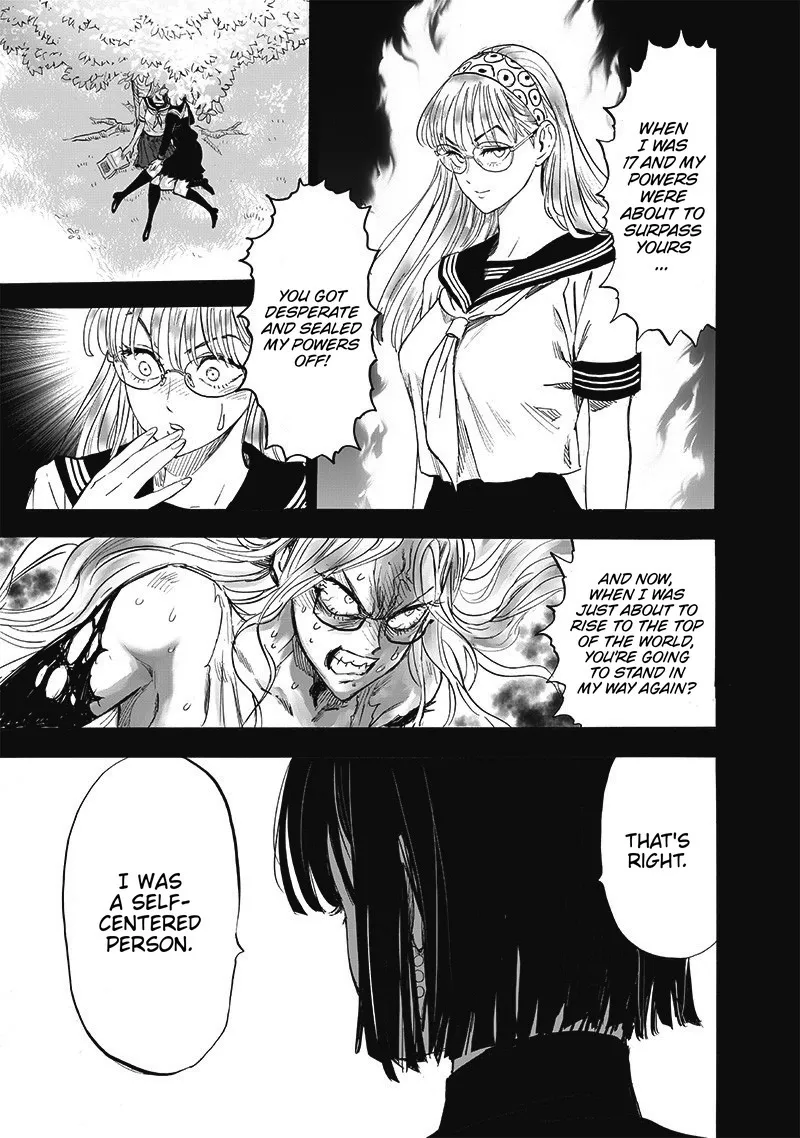 WHEN
I WAS
17 AND MY
POWERS
WERE
ABOUT TO
SURPASS
YOURS
...
YOU GOT
DESPERATE
AND SEALED
MY POWERS
OFF!
AND NOW,
WHEN I WAS
JUST ABOUT TO
RISE TO THE TOP
OF THE WORLD,
YOU'RE GOING
TO STAND IN
MY WAY AGAIN?
THAT'S
RIGHT.
I WAS
A SELF-
CENTERED
PERSON.